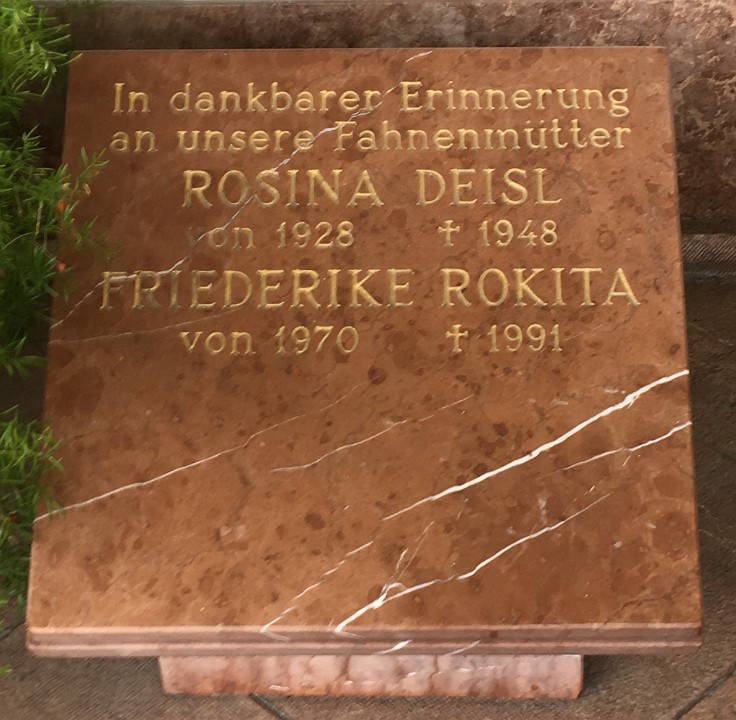 In dankbarer Erinnerung
an unsere Fahnenmütter
ROSINA DEISL
von 1928 † 1948
FRIEDERIKE ROKITA
von 1970 † 1991